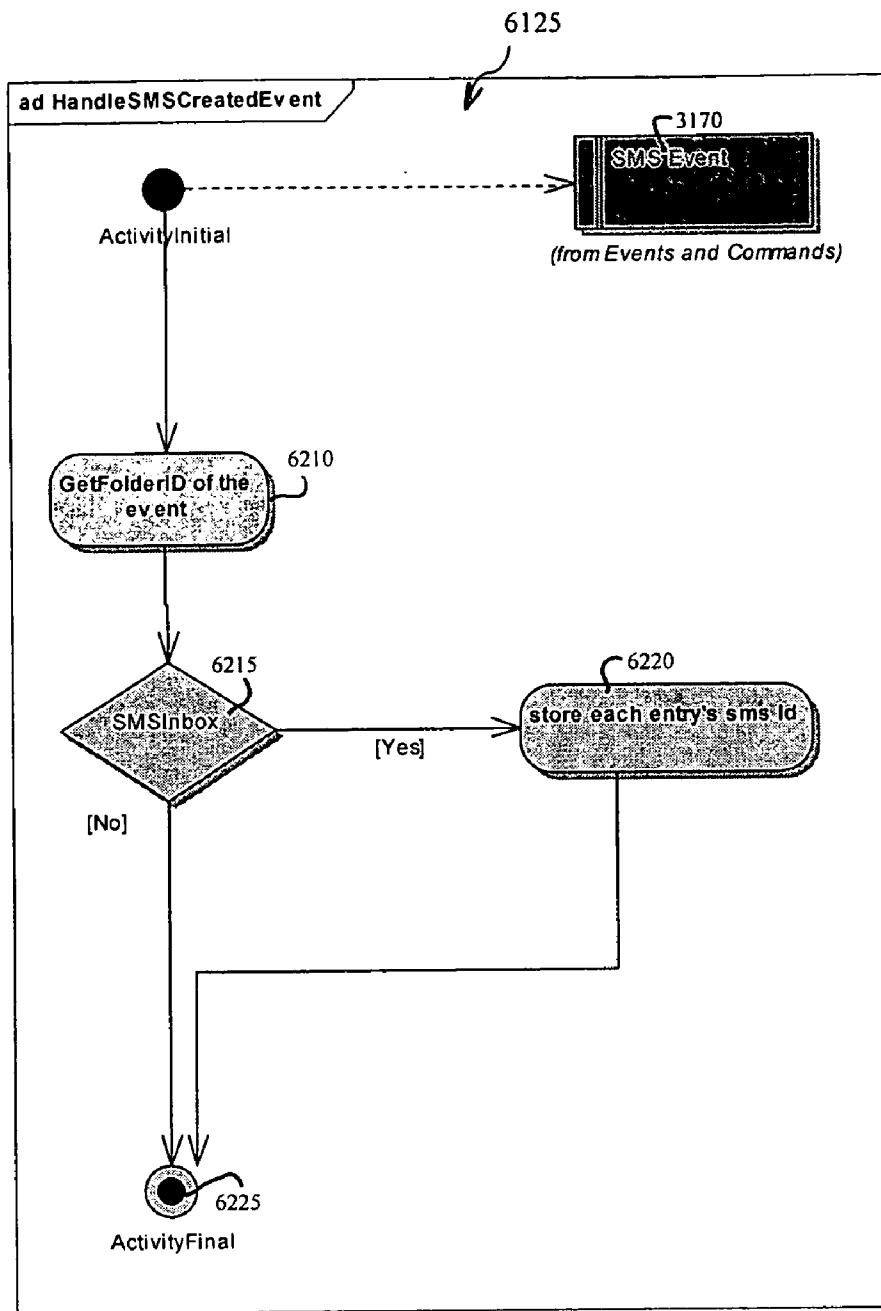 6125
ad HandleSMSCreatedEvent
3170
SMS Event
ActivityInitial
(from Events and Commands)
GetFolderID of the
event
6210
6215
SMSInbox
6220
store each entry's sms Id
[Yes]
[No]
6225
ActivityFinal